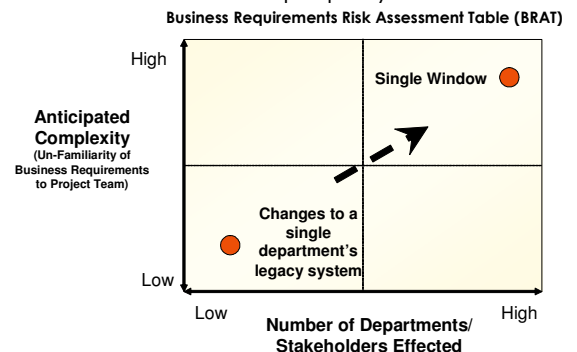 Business Requirements Risk Assessment Table (BRAT)
High
Single Window
Anticipated
Complexity
(Un-Familiarity of
Business Requirements
to Project Team)
Changes to a
single
department's
legacy system
Low
Low
High
Number of Departments/
Stakeholders Effected